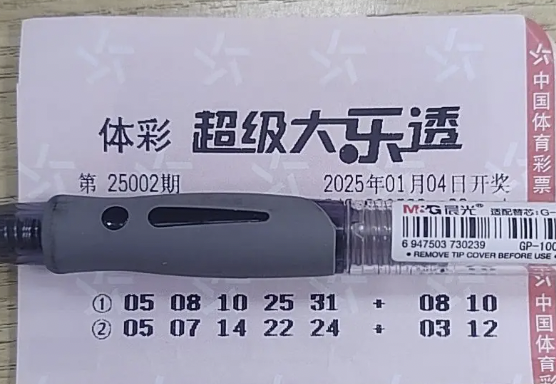 体彩 超级大乐透
第 25002期 2025年01月04日开奖
M&G 晨光® 适配替芯:G-
6 947503 730239 GP-100
• REMOVE TIP COVER BEFORE USE •
① 05 08 10 25 31 + 08 10
② 05 07 14 22 24 + 03 12
中国体育彩票
中国体育彩